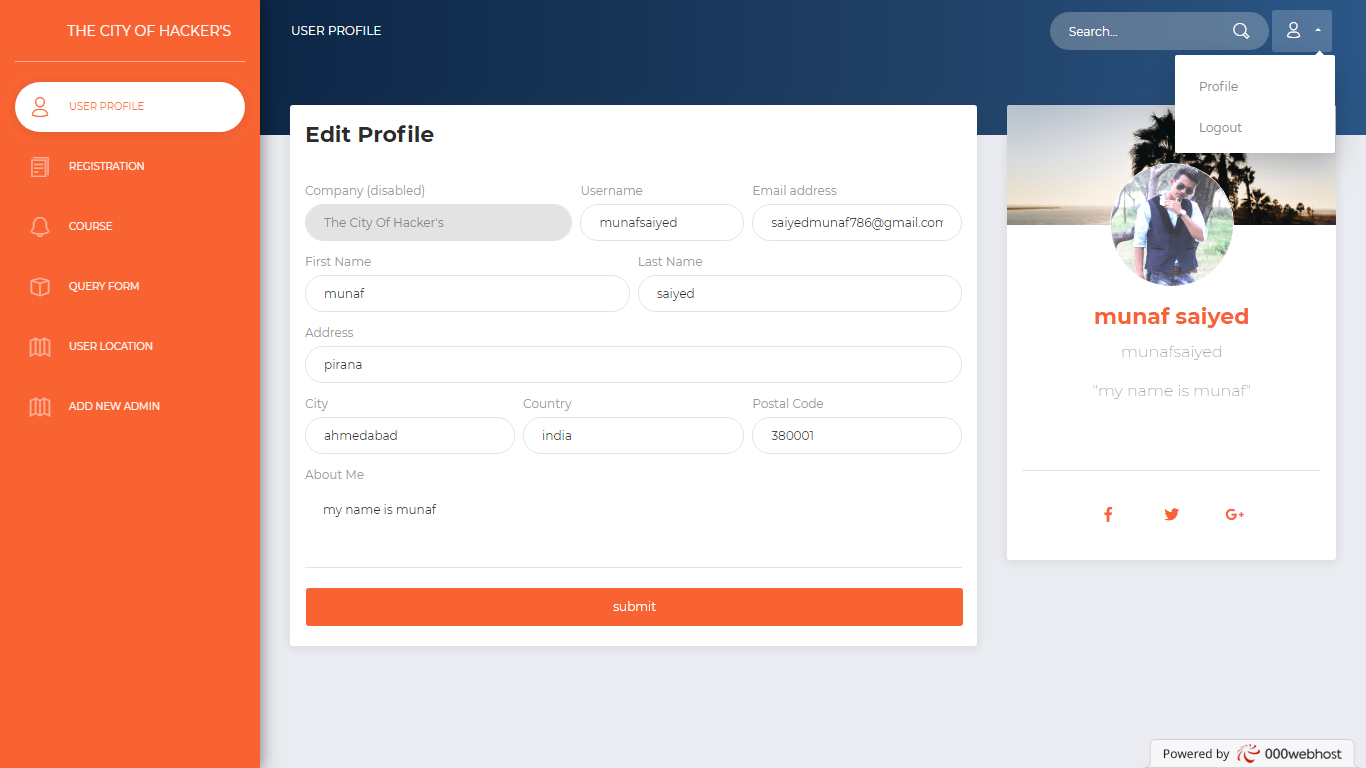 THE CITY OF HACKER'S
USER PROFILE
REGISTRATION
COURSE
QUERY FORM
USER LOCATION
ADD NEW ADMIN
USER PROFILE
Search...
Profile
Logout
Edit Profile
Company (disabled)
Username
Email address
The City Of Hacker's
munafsaiyed
saiyedmunaf786@gmail.com
First Name
Last Name
munaf
saiyed
Address
pirana
City
Country
Postal Code
ahmedabad
india
380001
About Me
my name is munaf
submit
munaf saiyed
munafsaiyed
"my name is munaf"
G+
Powered by 000webhost